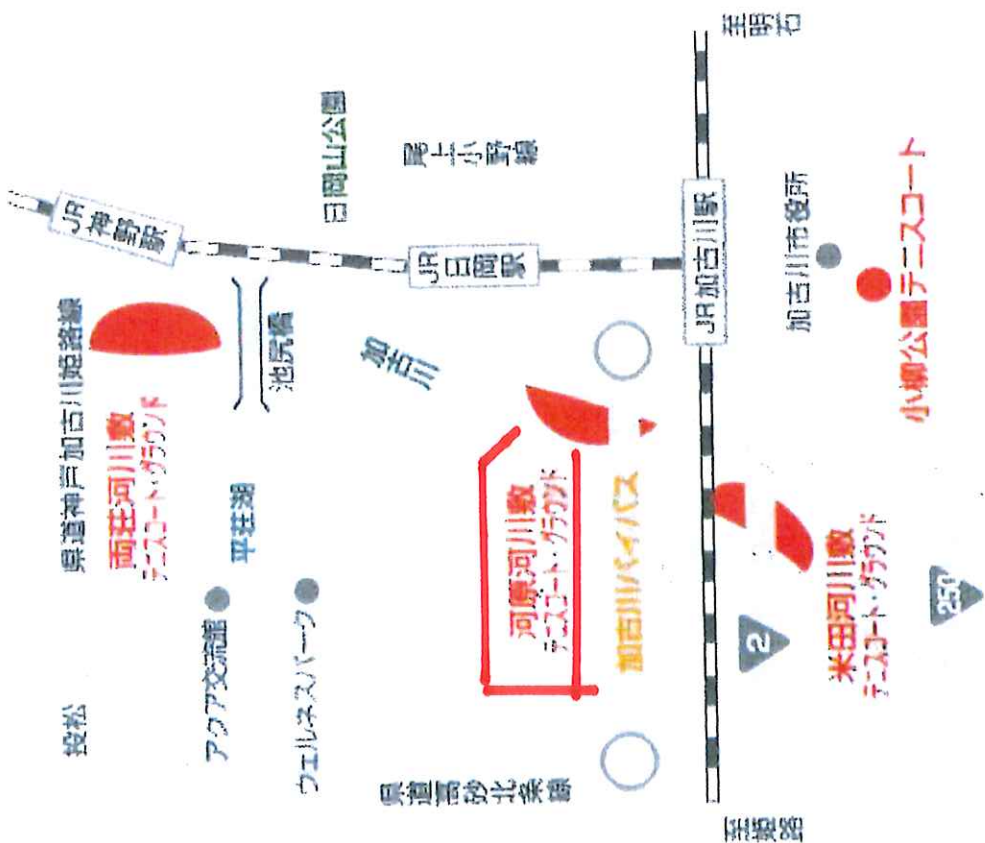 県道神戸加古川姫路線
JR
神野駅
投松
両荘河川敷
テニスコート・グラウンド
アクア交流館
平荘湖
池尻橋
日岡山公園
ウェルネスパーク
加古川
尾上小野線
JR
日岡駅
県道高砂北条線
河原河川敷
テニスコート・グラウンド
加古川バイパス
至姫路
JR加古川駅
至明石
2
加古川市役所
米田河川敷
テニスコート・グラウンド
小柳公園テニスコート
250